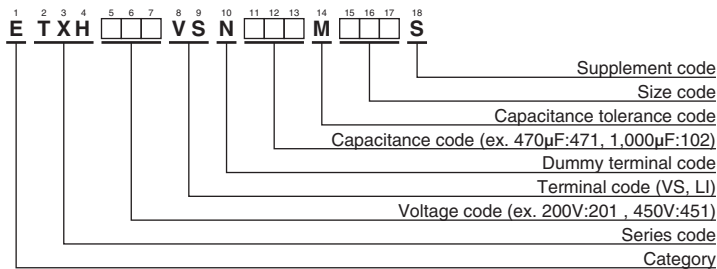 1 2 3 4 5 6 7 8 9 10 11 12 13 14 15 16 17 18
E TXH □□□ VS N □□□ M □□□ S
Supplement code
Size code
Capacitance tolerance code
Capacitance code (ex. 470μF:471, 1,000μF:102)
Dummy terminal code
Terminal code (VS, LI)
Voltage code (ex. 200V:201 , 450V:451)
Series code
Category